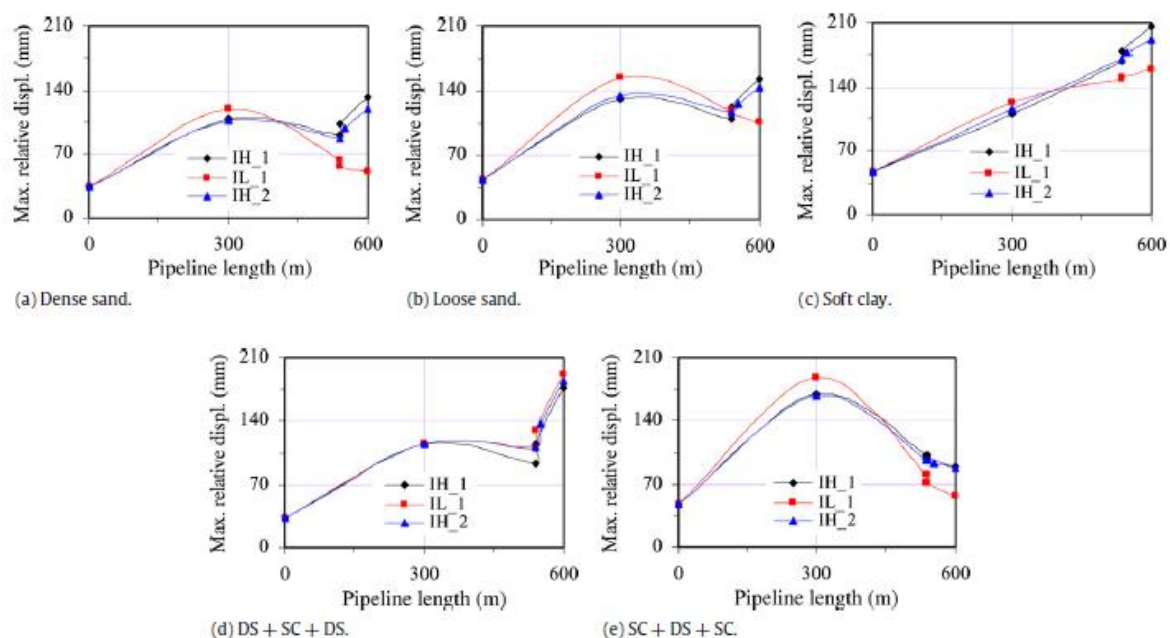 Max. relative displ. (mm)
210
140
70
0
IH_1
IL_1
IH_2
0 300 600
Pipeline length (m)
(a) Dense sand.
Max. relative displ. (mm)
210
140
70
0
IH_1
IL_1
IH_2
0 300 600
Pipeline length (m)
(b) Loose sand.
Max. relative displ. (mm)
210
140
70
0
IH_1
IL_1
IH_2
0 300 600
Pipeline length (m)
(c) Soft clay.
Max. relative displ. (mm)
210
140
70
0
IH_1
IL_1
IH_2
0 300 600
Pipeline length (m)
(d) DS + SC + DS.
Max. relative displ. (mm)
210
140
70
0
IH_1
IL_1
IH_2
0 300 600
Pipeline length (m)
(e) SC + DS + SC.